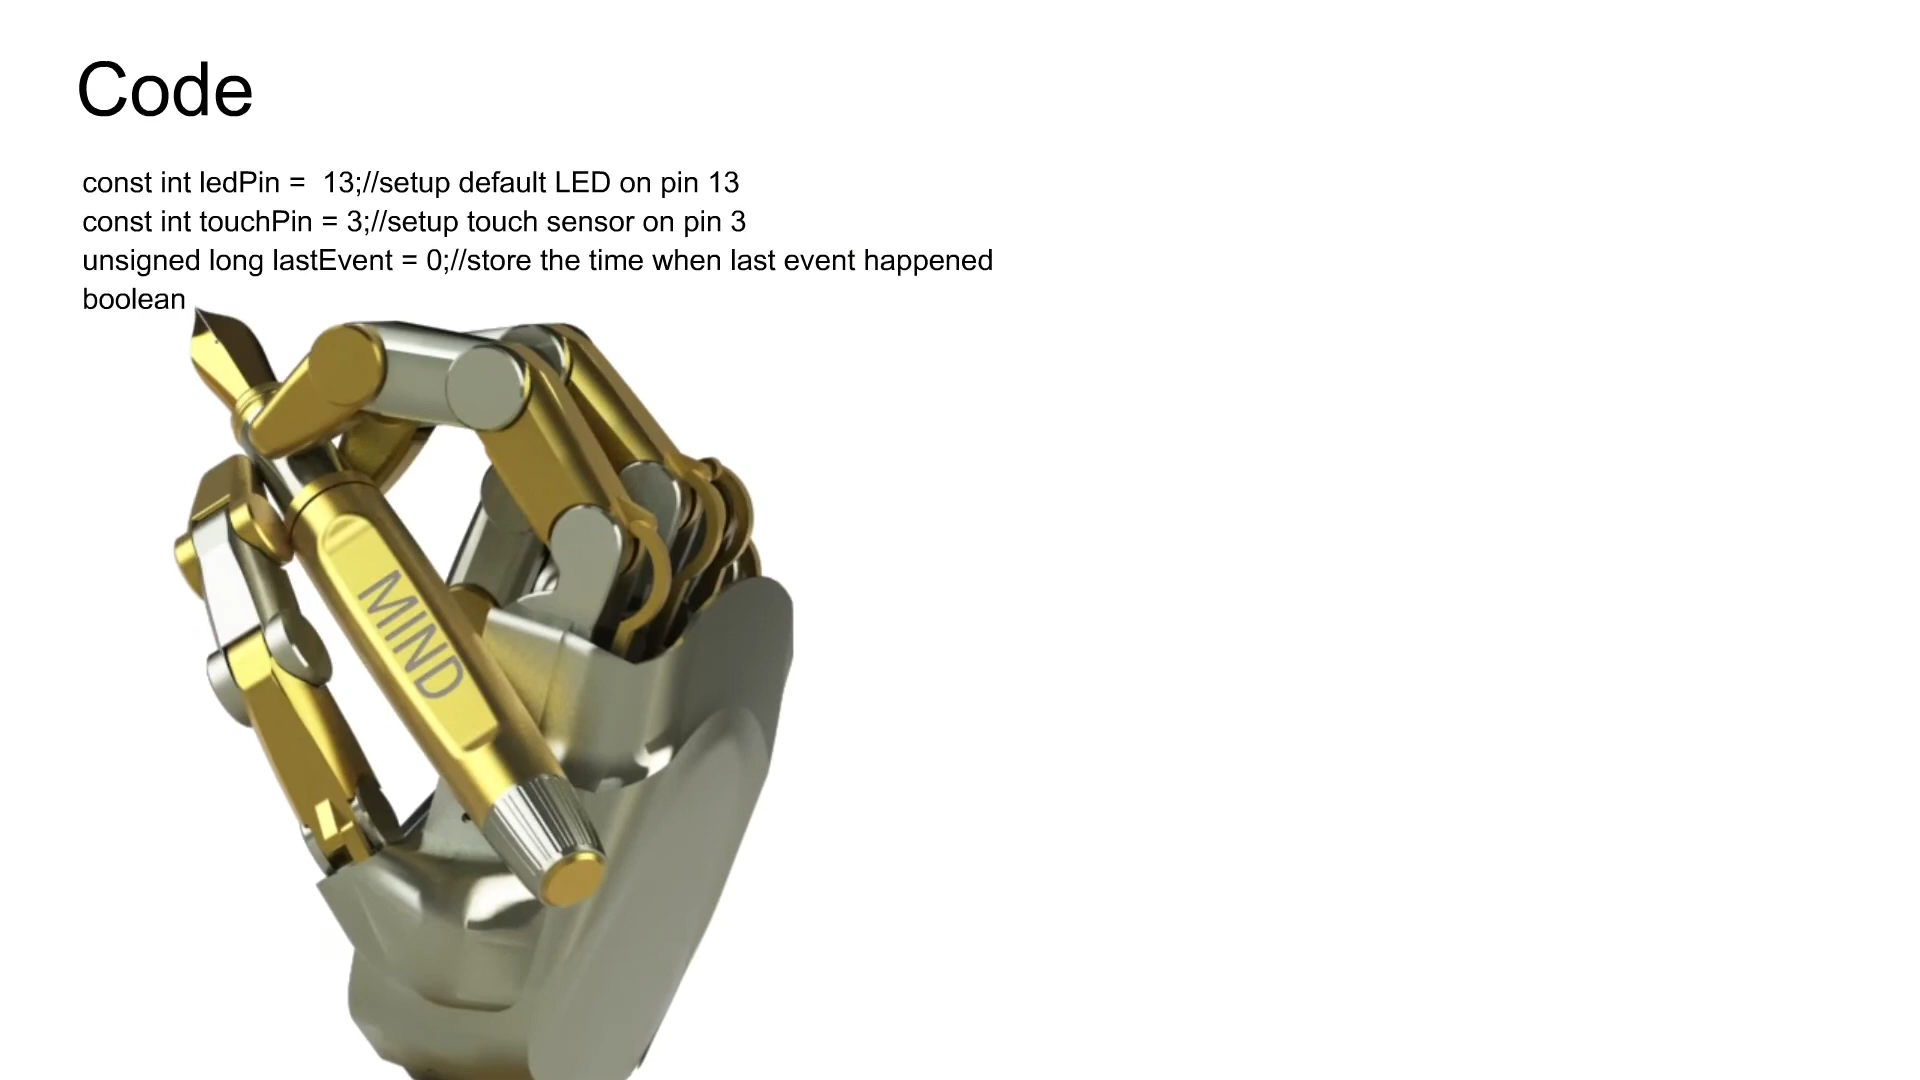 Code
const int ledPin =  13;//setup default LED on pin 13
const int touchPin = 3;//setup touch sensor on pin 3
unsigned long lastEvent = 0;//store the time when last event happened
boolean
MIND